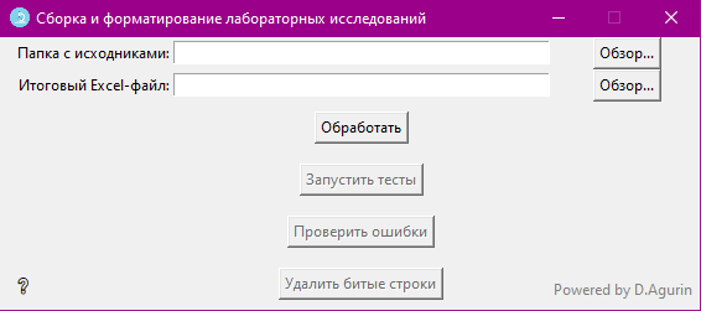 Сборка и форматирование лабораторных исследований
Папка с исходниками: Обзор...
Итоговый Excel-файл: Обзор...
Обработать
Запустить тесты
Проверить ошибки
Удалить битые строки
? Powered by D.Agurin